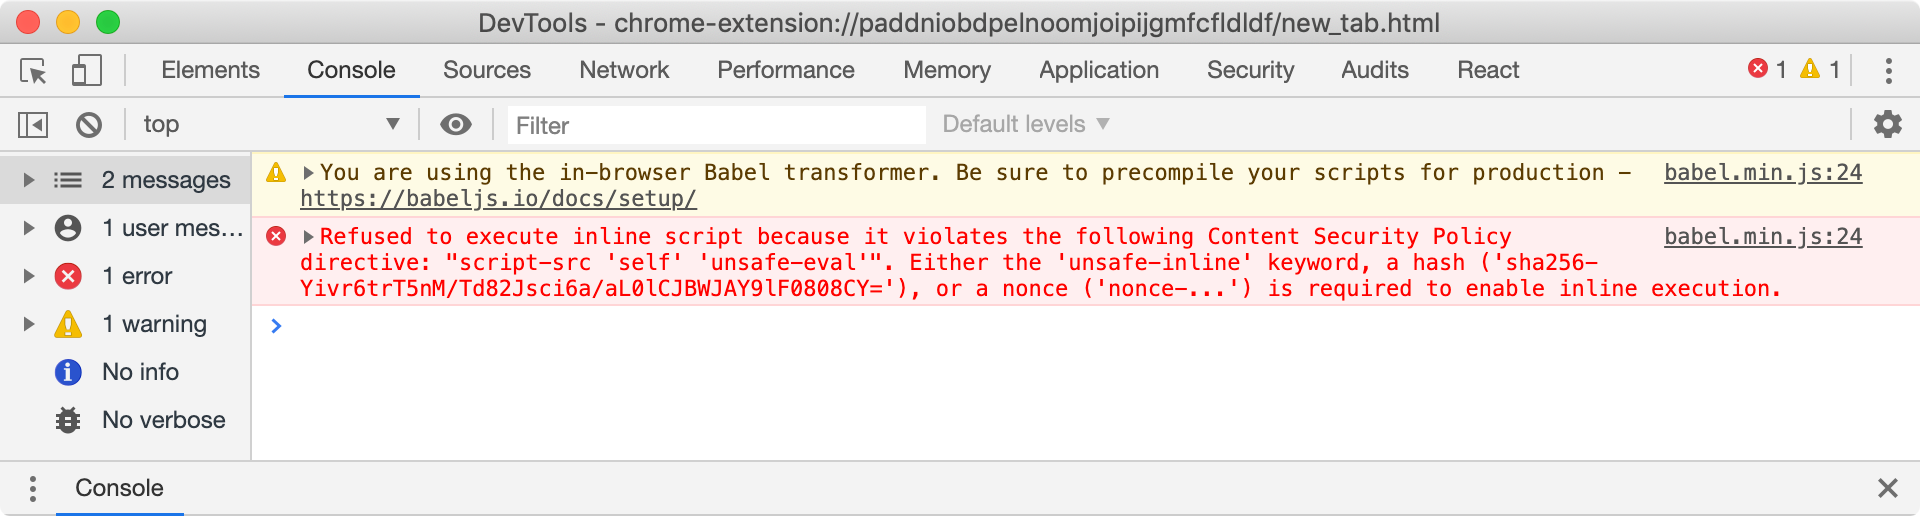 DevTools - chrome-extension://paddniobdpelnoomjoipijgmfcfldldf/new_tab.html
Elements Console Sources Network Performance Memory Application Security Audits React 1 1
top Filter Default levels
2 messages
1 user mes...
1 error
1 warning
No info
No verbose
You are using the in-browser Babel transformer. Be sure to precompile your scripts for production - babel.min.js:24
https://babeljs.io/docs/setup/
Refused to execute inline script because it violates the following Content Security Policy babel.min.js:24
directive: "script-src 'self' 'unsafe-eval'". Either the 'unsafe-inline' keyword, a hash ('sha256-
Yivr6trT5nM/Td82Jsci6a/aL0lCJBWJAY9lF0808CY='), or a nonce ('nonce-...') is required to enable inline execution.
Console